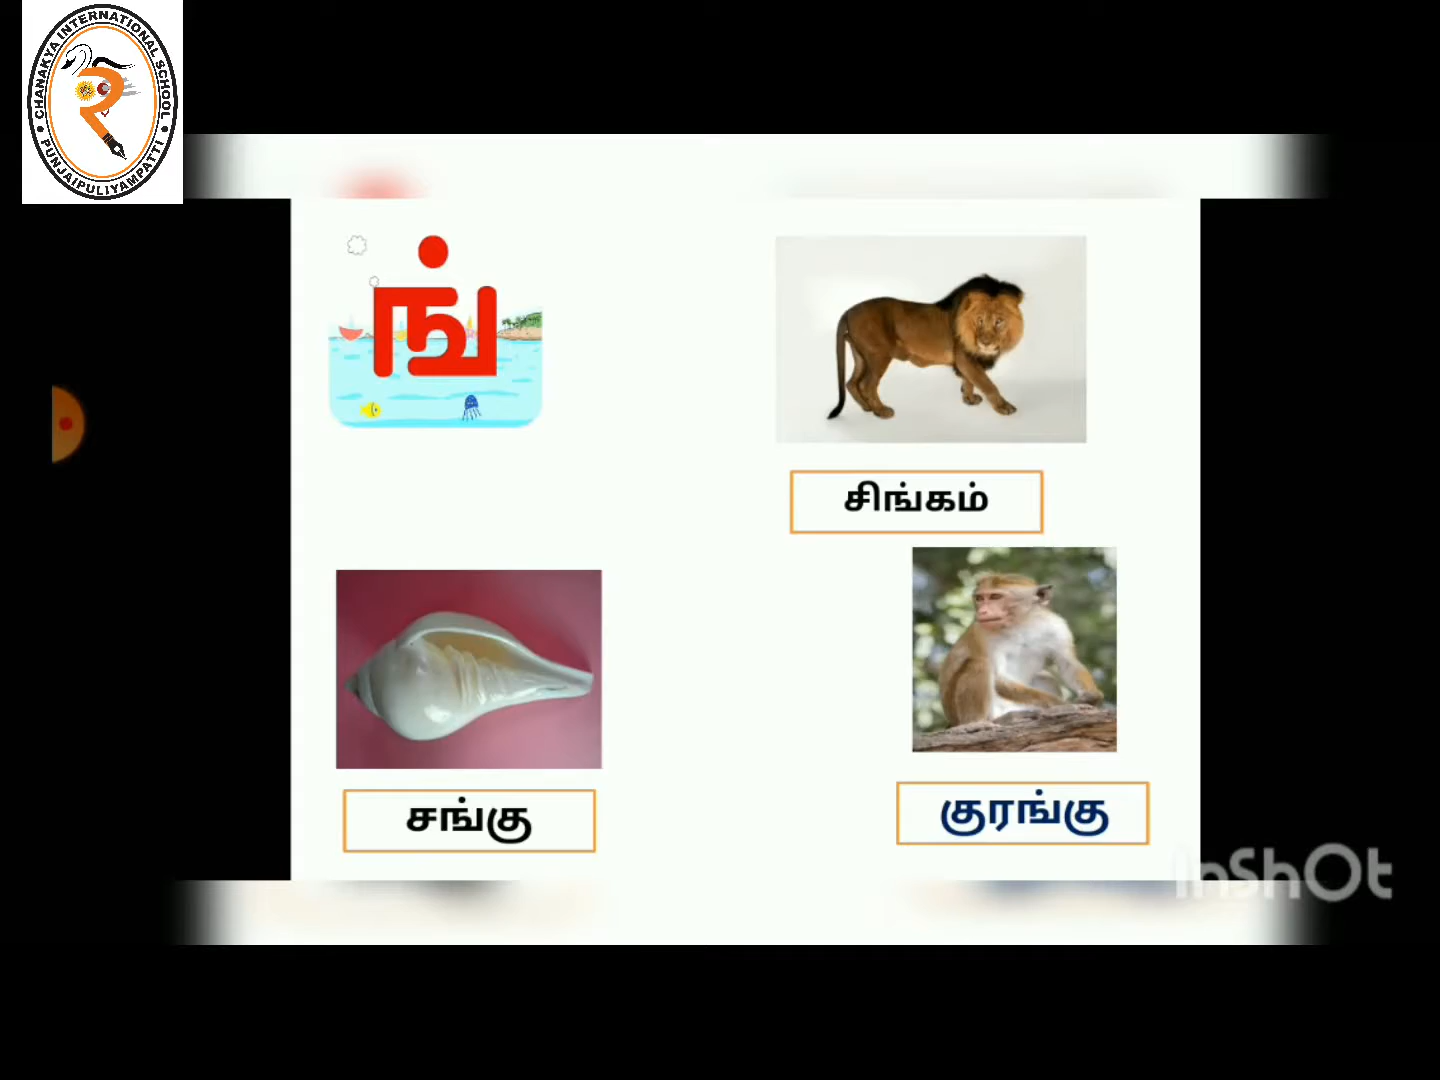 CHANAKYA INTERNATIONAL SCHOOL
PUNJAIPULIYAMPATTI
ங்
சிங்கம்
சங்கு
குரங்கு
InShOt